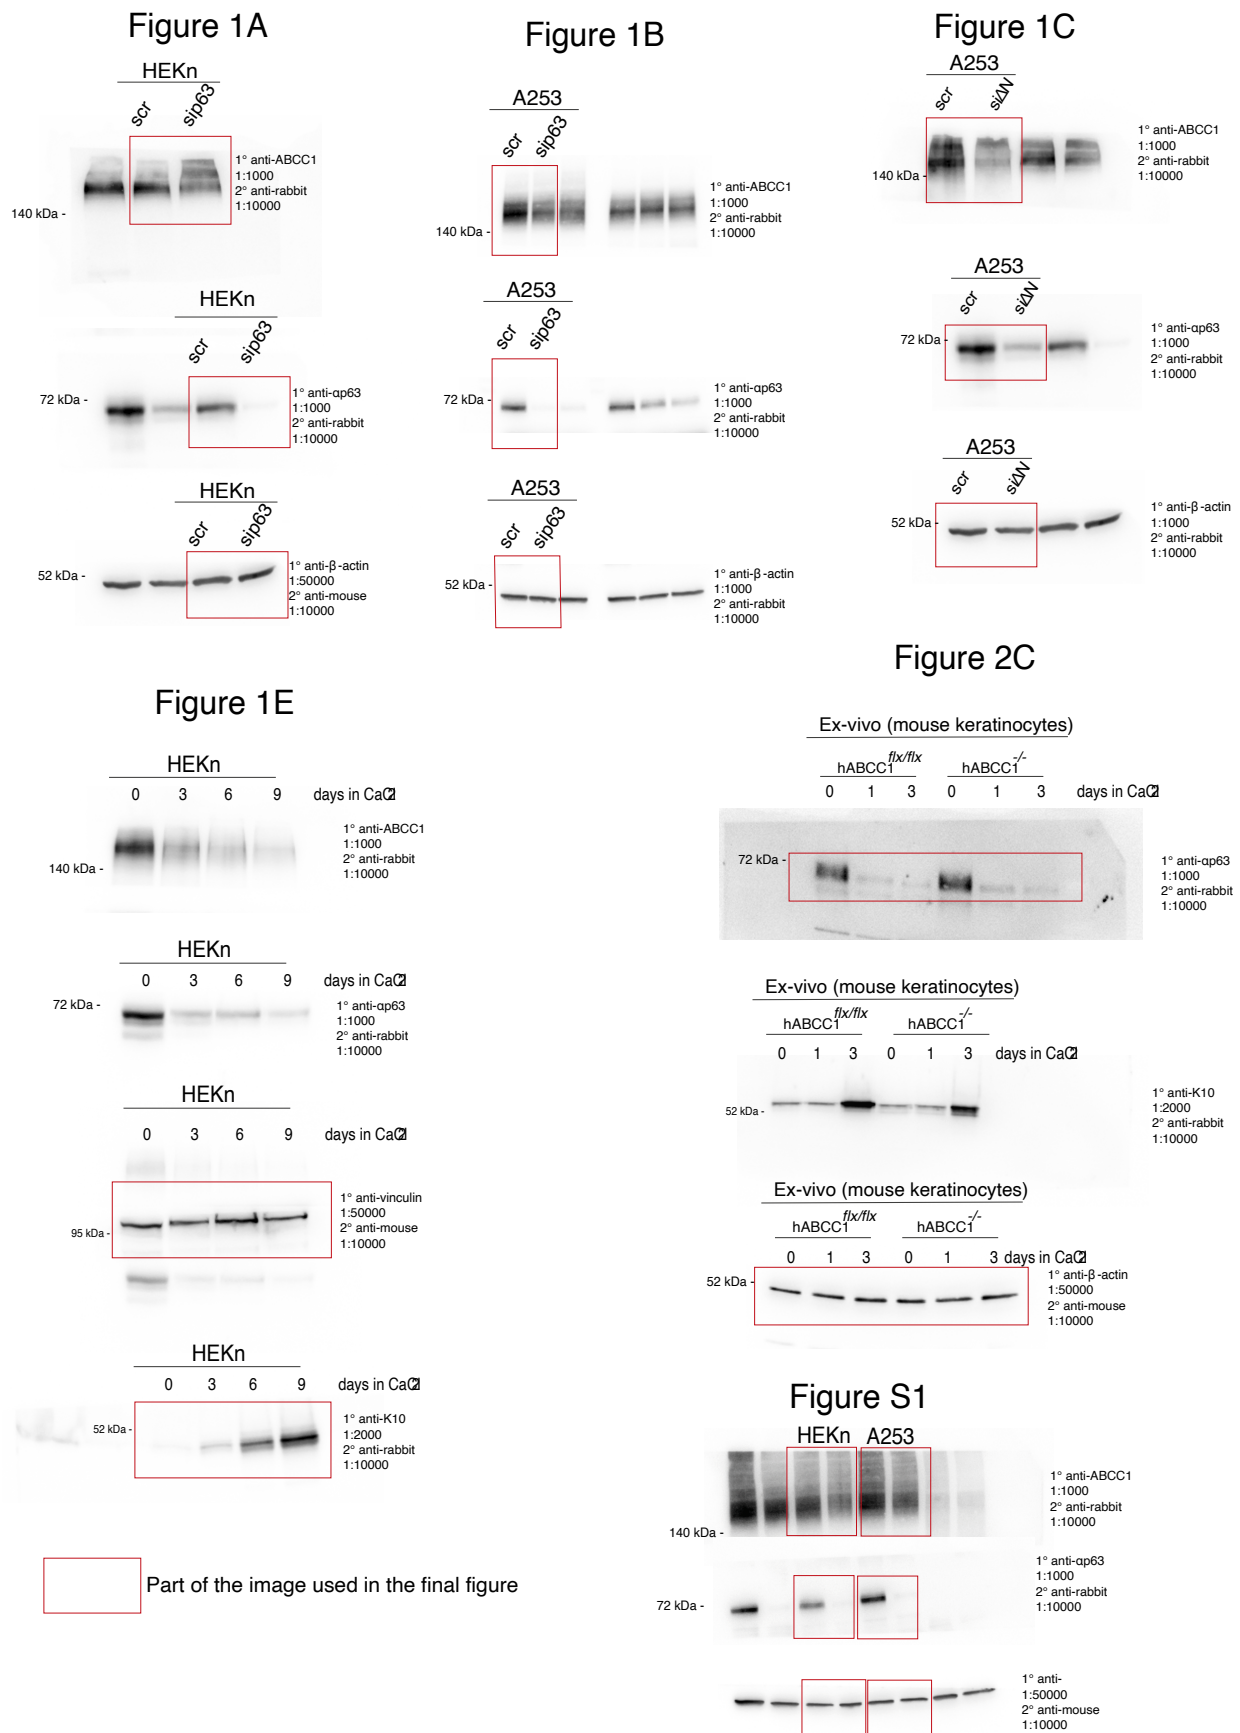 Figure 1A
HEKn
scr sip63
1° anti-ABCC1
1:1000
2° anti-rabbit
1:10000
140 kDa -
HEKn
scr sip63
72 kDa -
1° anti-αp63
1:1000
2° anti-rabbit
1:10000
HEKn
scr sip63
52 kDa -
1° anti-β-actin
1:50000
2° anti-mouse
1:10000
Figure 1B
A253
scr sip63
1° anti-ABCC1
1:1000
2° anti-rabbit
1:10000
140 kDa -
A253
scr sip63
72 kDa -
1° anti-αp63
1:1000
2° anti-rabbit
1:10000
A253
scr sip63
52 kDa -
1° anti-β-actin
1:1000
2° anti-rabbit
1:10000
Figure 1C
A253
scr siΔN
1° anti-ABCC1
1:1000
2° anti-rabbit
1:10000
140 kDa -
A253
scr siΔN
72 kDa -
1° anti-αp63
1:1000
2° anti-rabbit
1:10000
A253
scr siΔN
52 kDa -
1° anti-β-actin
1:1000
2° anti-rabbit
1:10000
Figure 1E
HEKn
0 3 6 9 days in CaCl2
1° anti-ABCC1
1:1000
2° anti-rabbit
1:10000
140 kDa -
HEKn
0 3 6 9 days in CaCl2
72 kDa -
1° anti-αp63
1:1000
2° anti-rabbit
1:10000
HEKn
0 3 6 9 days in CaCl2
1° anti-vinculin
1:50000
2° anti-mouse
1:10000
95 kDa -
HEKn
0 3 6 9 days in CaCl2
52 kDa -
1° anti-K10
1:2000
2° anti-rabbit
1:10000
Part of the image used in the final figure
Figure 2C
Ex-vivo (mouse keratinocytes)
hABCC1flx/flx hABCC1-/-
0 1 3 0 1 3 days in CaCl2
72 kDa -
1° anti-αp63
1:1000
2° anti-rabbit
1:10000
Ex-vivo (mouse keratinocytes)
hABCC1flx/flx hABCC1-/-
0 1 3 0 1 3 days in CaCl2
52 kDa -
1° anti-K10
1:2000
2° anti-rabbit
1:10000
Ex-vivo (mouse keratinocytes)
hABCC1flx/flx hABCC1-/-
0 1 3 0 1 3 days in CaCl2
52 kDa -
1° anti-β-actin
1:50000
2° anti-mouse
1:10000
Figure S1
HEKn A253
1° anti-ABCC1
1:1000
2° anti-rabbit
1:10000
140 kDa -
1° anti-αp63
1:1000
2° anti-rabbit
1:10000
72 kDa -
1° anti-
1:50000
2° anti-mouse
1:10000